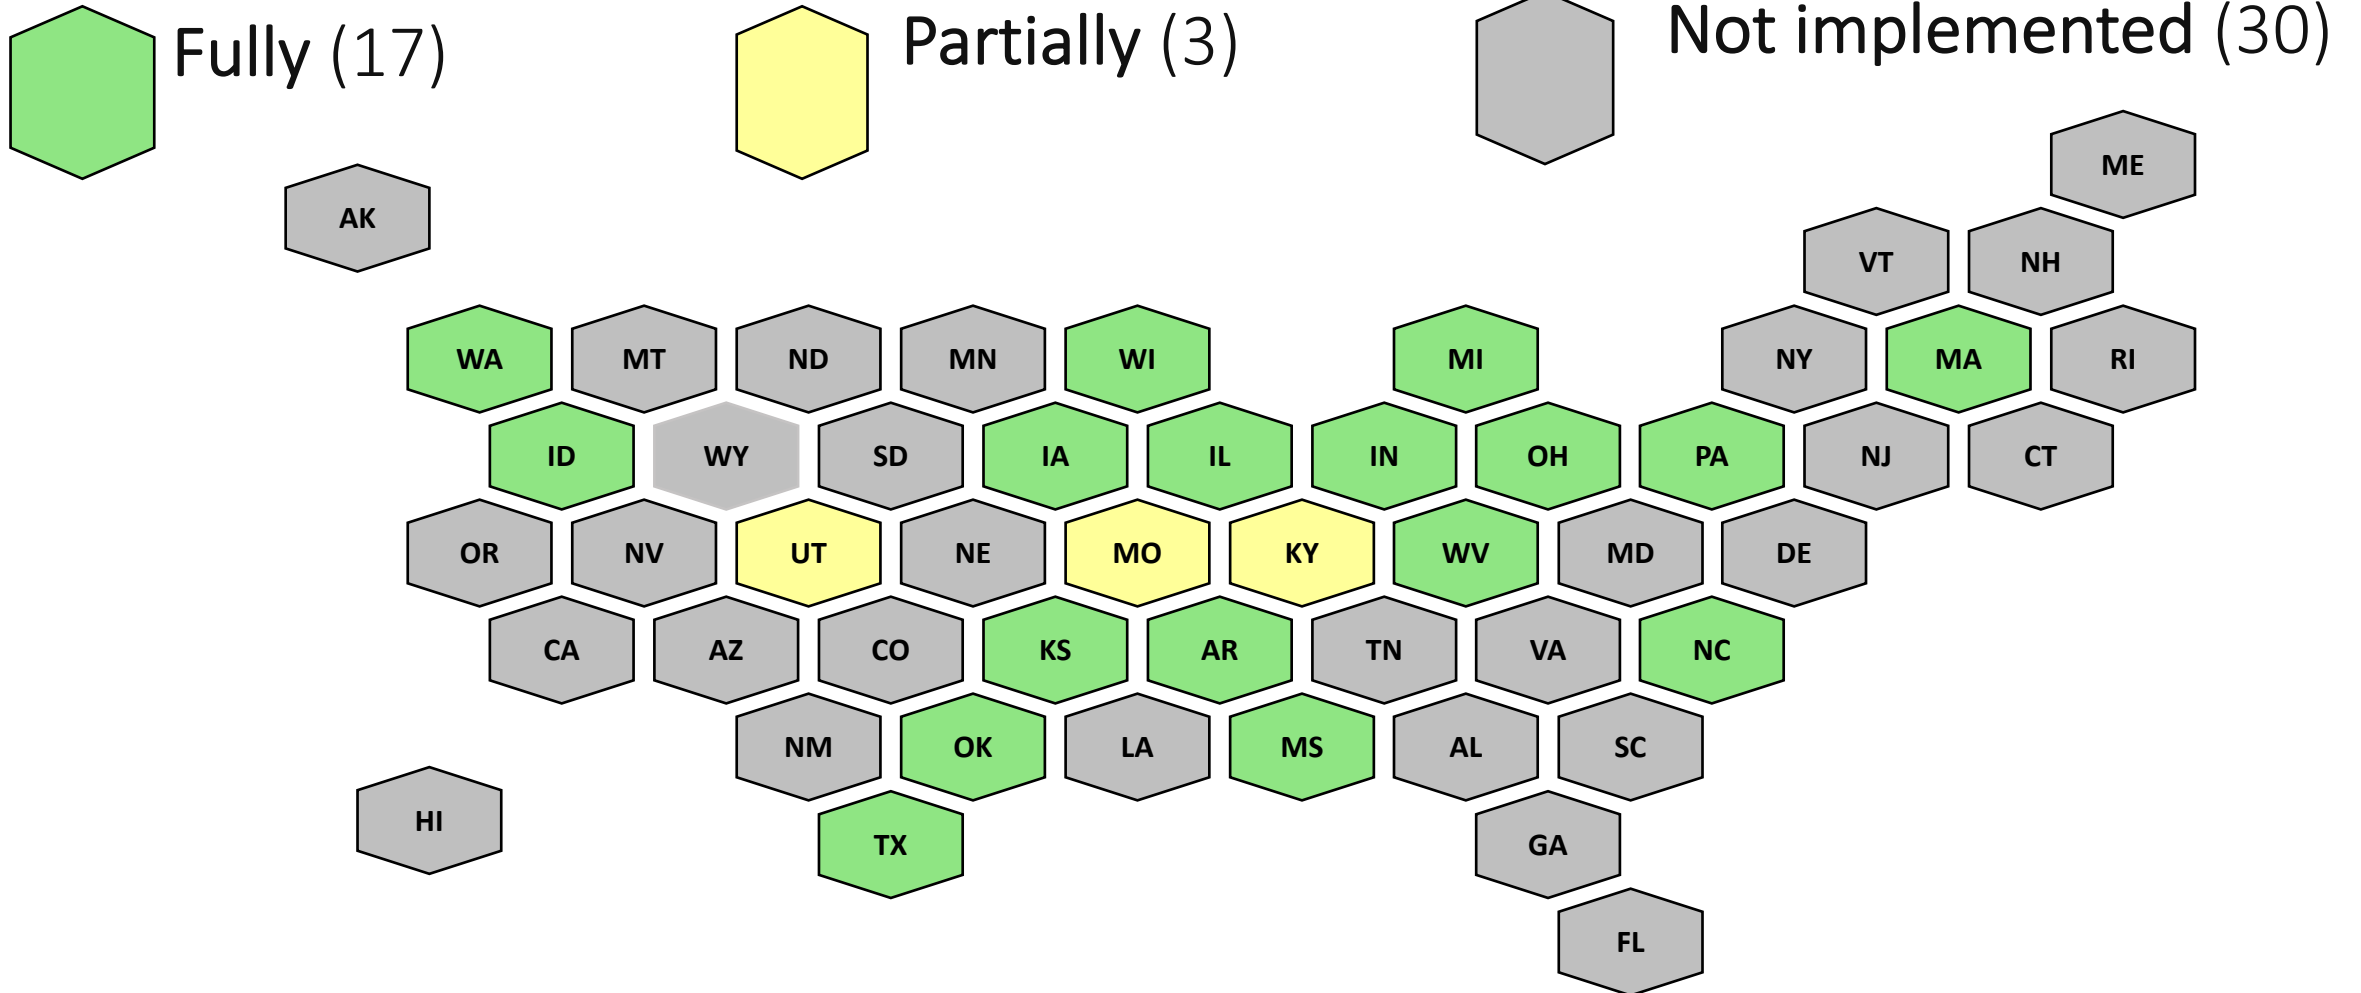 Fully (17)
Partially (3)
Not implemented (30)
ME
AK
VT NH
WA MT ND MN WI MI NY MA RI
ID WY SD IA IL IN OH PA NJ CT
OR NV UT NE MO KY WV MD DE
CA AZ CO KS AR TN VA NC
NM OK LA MS AL SC
HI
TX GA
FL